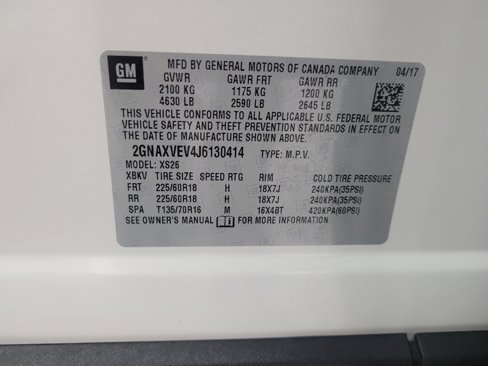 GM
MFD BY GENERAL MOTORS OF CANADA COMPANY 04/17
GVWR GAWR FRT GAWR RR
2100 KG 1175 KG 1200 KG
4630 LB 2590 LB 2645 LB
THIS VEHICLE CONFORMS TO ALL APPLICABLE U.S. FEDERAL MOTOR
VEHICLE SAFETY AND THEFT PREVENTION STANDARDS IN EFFECT ON
THE DATE OF MANUFACTURE SHOWN ABOVE.
2GNAXVEV4J6130414 TYPE: M.P.V.
MODEL: XS26
XBKV TIRE SIZE SPEED RTG RIM COLD TIRE PRESSURE
FRT 225/60R18 H 18X7J 240KPA(35PSI)
RR 225/60R18 H 18X7J 240KPA(35PSI)
SPA T135/70R16 M 16X4BT 420KPA(60PSI)
SEE OWNER'S MANUAL FOR MORE INFORMATION.